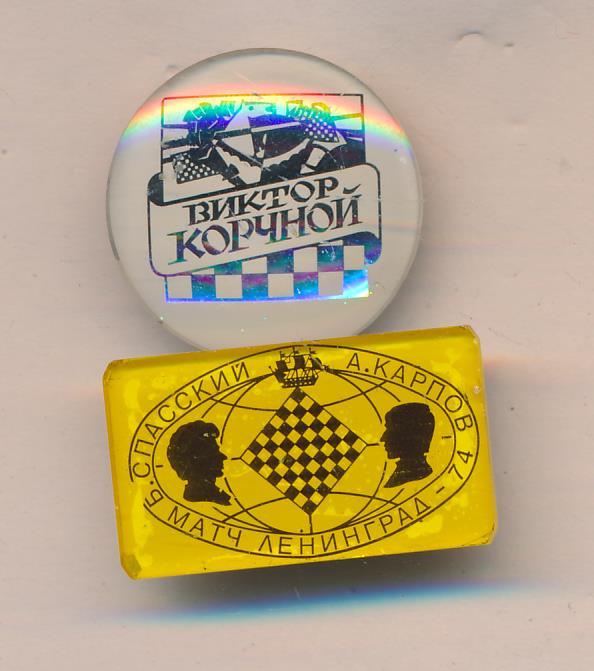 ВИКТОР
КОРЧНОЙ
Б.СПАССКИЙ А.КАРПОВ
МАТЧ ЛЕНИНГРАД - 74